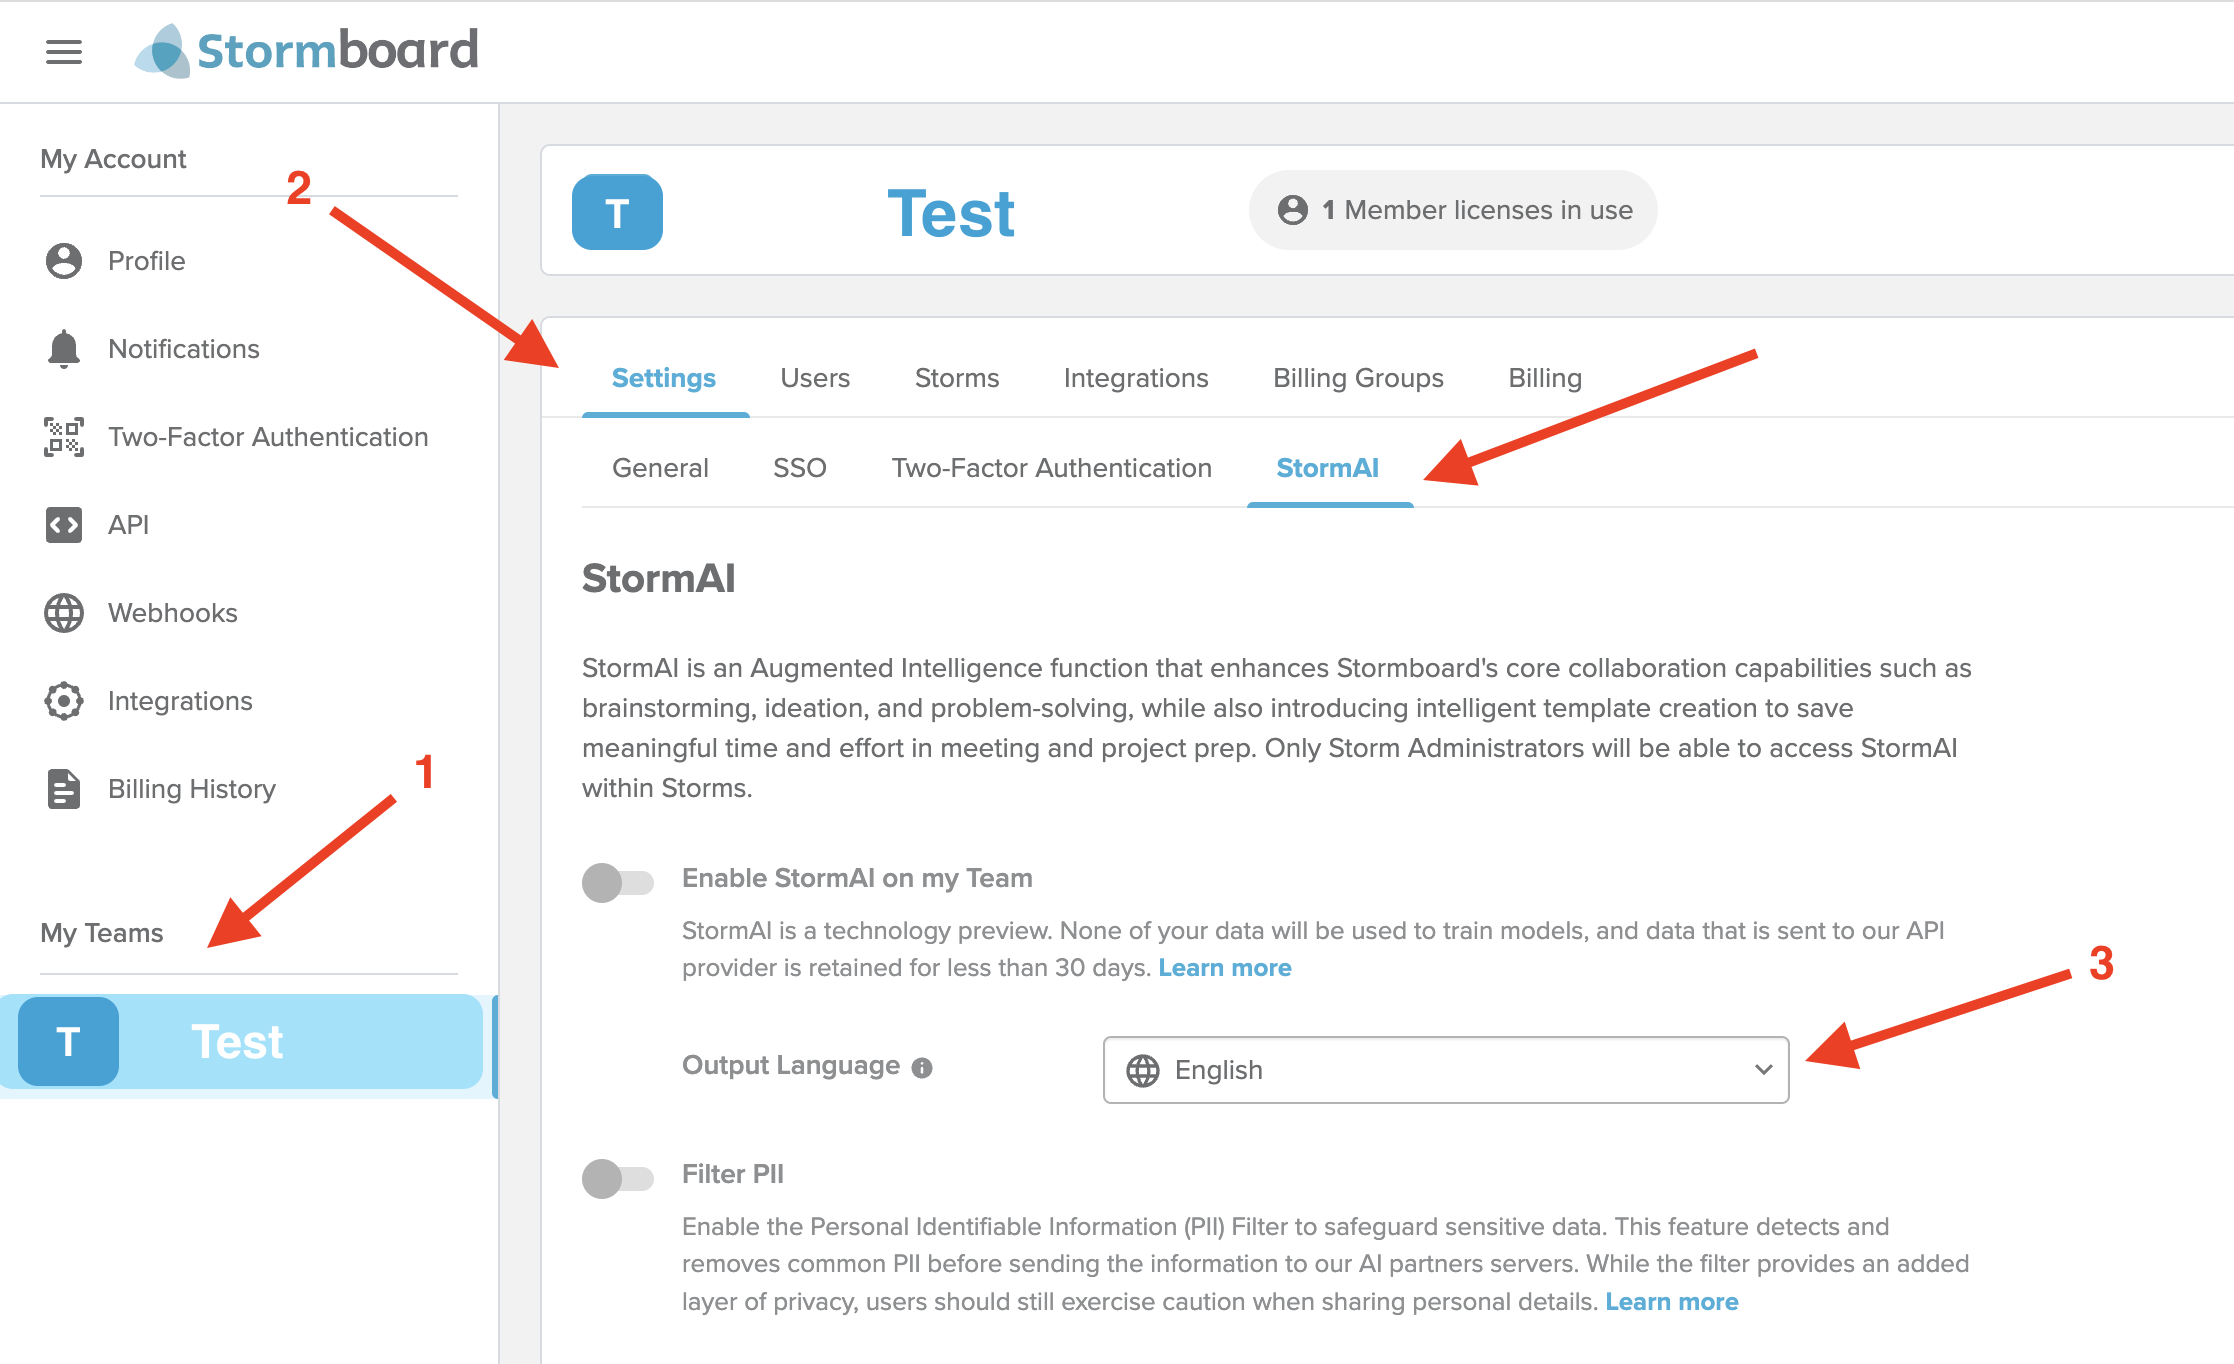 Stormboard
My Account
2
Profile
Notifications
Two-Factor Authentication
API
Webhooks
Integrations
Billing History
1
My Teams
T Test
T Test 1 Member licenses in use
Settings Users Storms Integrations Billing Groups Billing
General SSO Two-Factor Authentication StormAI
StormAI
StormAI is an Augmented Intelligence function that enhances Stormboard's core collaboration capabilities such as
brainstorming, ideation, and problem-solving, while also introducing intelligent template creation to save
meaningful time and effort in meeting and project prep. Only Storm Administrators will be able to access StormAI
within Storms.
Enable StormAI on my Team
StormAI is a technology preview. None of your data will be used to train models, and data that is sent to our API
provider is retained for less than 30 days. Learn more
3
Output Language English
Filter PII
Enable the Personal Identifiable Information (PII) Filter to safeguard sensitive data. This feature detects and
removes common PII before sending the information to our AI partners servers. While the filter provides an added
layer of privacy, users should still exercise caution when sharing personal details. Learn more